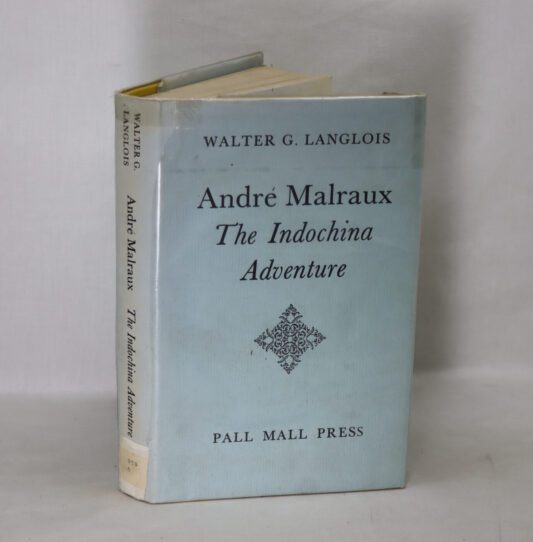 WALTER G. LANGLOIS
André Malraux
The Indochina
Adventure
PALL MALL PRESS
WALTER G.
LANGLOIS
André Malraux The Indochina Adventure